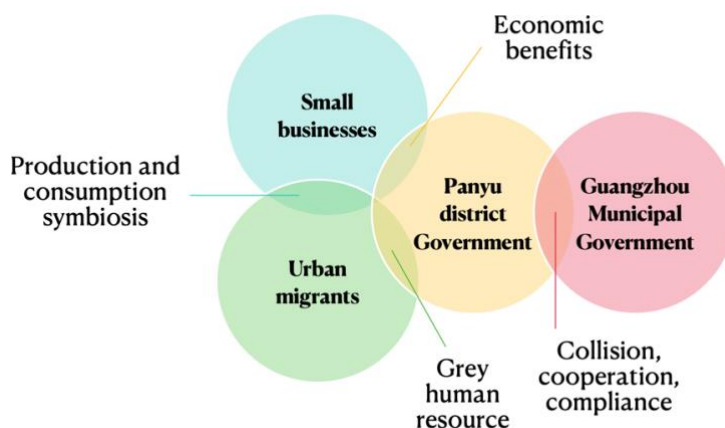 Economic
benefits
Small
businesses
Production and
consumption
symbiosis
Panyu
district
Government
Guangzhou
Municipal
Government
Urban
migrants
Grey
human
resource
Collision,
cooperation,
compliance